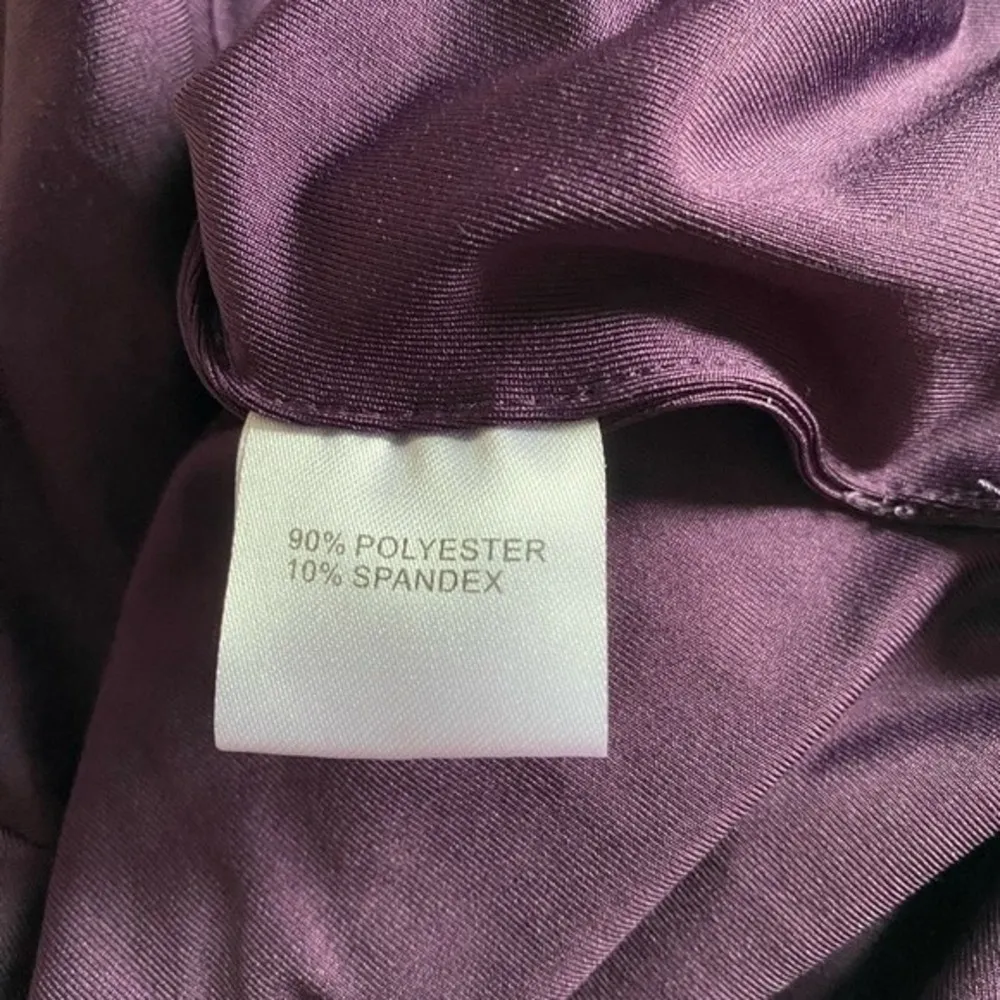 90% POLYESTER
10% SPANDEX